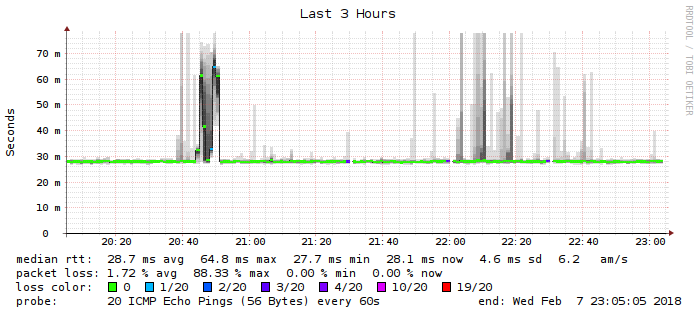 Last 3 Hours
RRDTOOL / TOBI OETIKER
Seconds
70 m
60 m
50 m
40 m
30 m
20 m
10 m
0
20:20 20:40 21:00 21:20 21:40 22:00 22:20 22:40 23:00
median rtt: 28.7 ms avg 64.8 ms max 27.7 ms min 28.1 ms now 4.6 ms sd 6.2 am/s
packet loss: 1.72 % avg 88.33 % max 0.00 % min 0.00 % now
loss color: 0 1/20 2/20 3/20 4/20 10/20 19/20
probe: 20 ICMP Echo Pings (56 Bytes) every 60s end: Wed Feb 7 23:05:05 2018